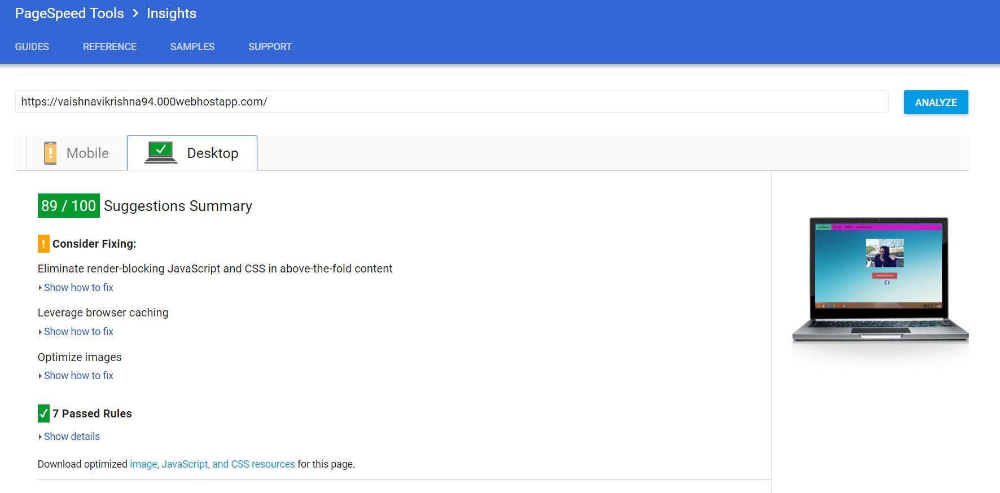 PageSpeed Tools > Insights
GUIDES REFERENCE SAMPLES SUPPORT
https://vaishnavikrishna94.000webhostapp.com/
ANALYZE
Mobile
Desktop
89 / 100 Suggestions Summary
! Consider Fixing:
Eliminate render-blocking JavaScript and CSS in above-the-fold content
Show how to fix
Leverage browser caching
Show how to fix
Optimize images
Show how to fix
7 Passed Rules
Show details
Download optimized image, JavaScript, and CSS resources for this page.
Download Resume